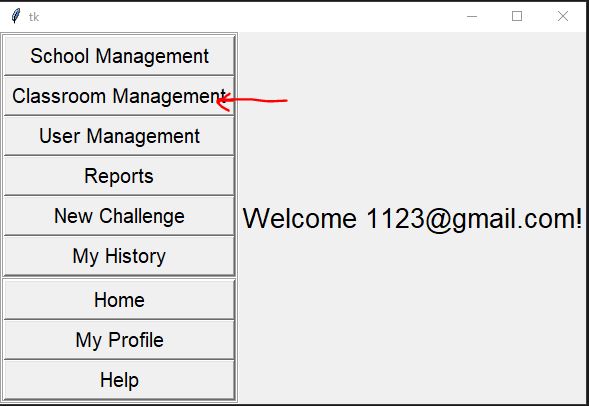 tk
School Management
Classroom Management
User Management
Reports
New Challenge
My History
Home
My Profile
Help
Welcome 1123@gmail.com!